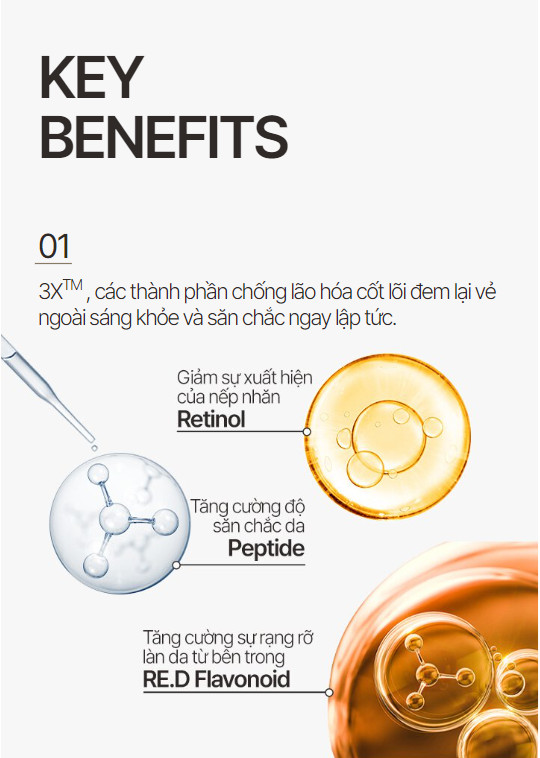 KEY
BENEFITS
01
3X™ , các thành phần chống lão hóa cốt lõi đem lại vẻ
ngoài sáng khỏe và săn chắc ngay lập tức.
Giảm sự xuất hiện
của nếp nhăn
Retinol
Tăng cường độ
săn chắc da
Peptide
Tăng cường sự rạng rỡ
làn da từ bên trong
RE.D Flavonoid